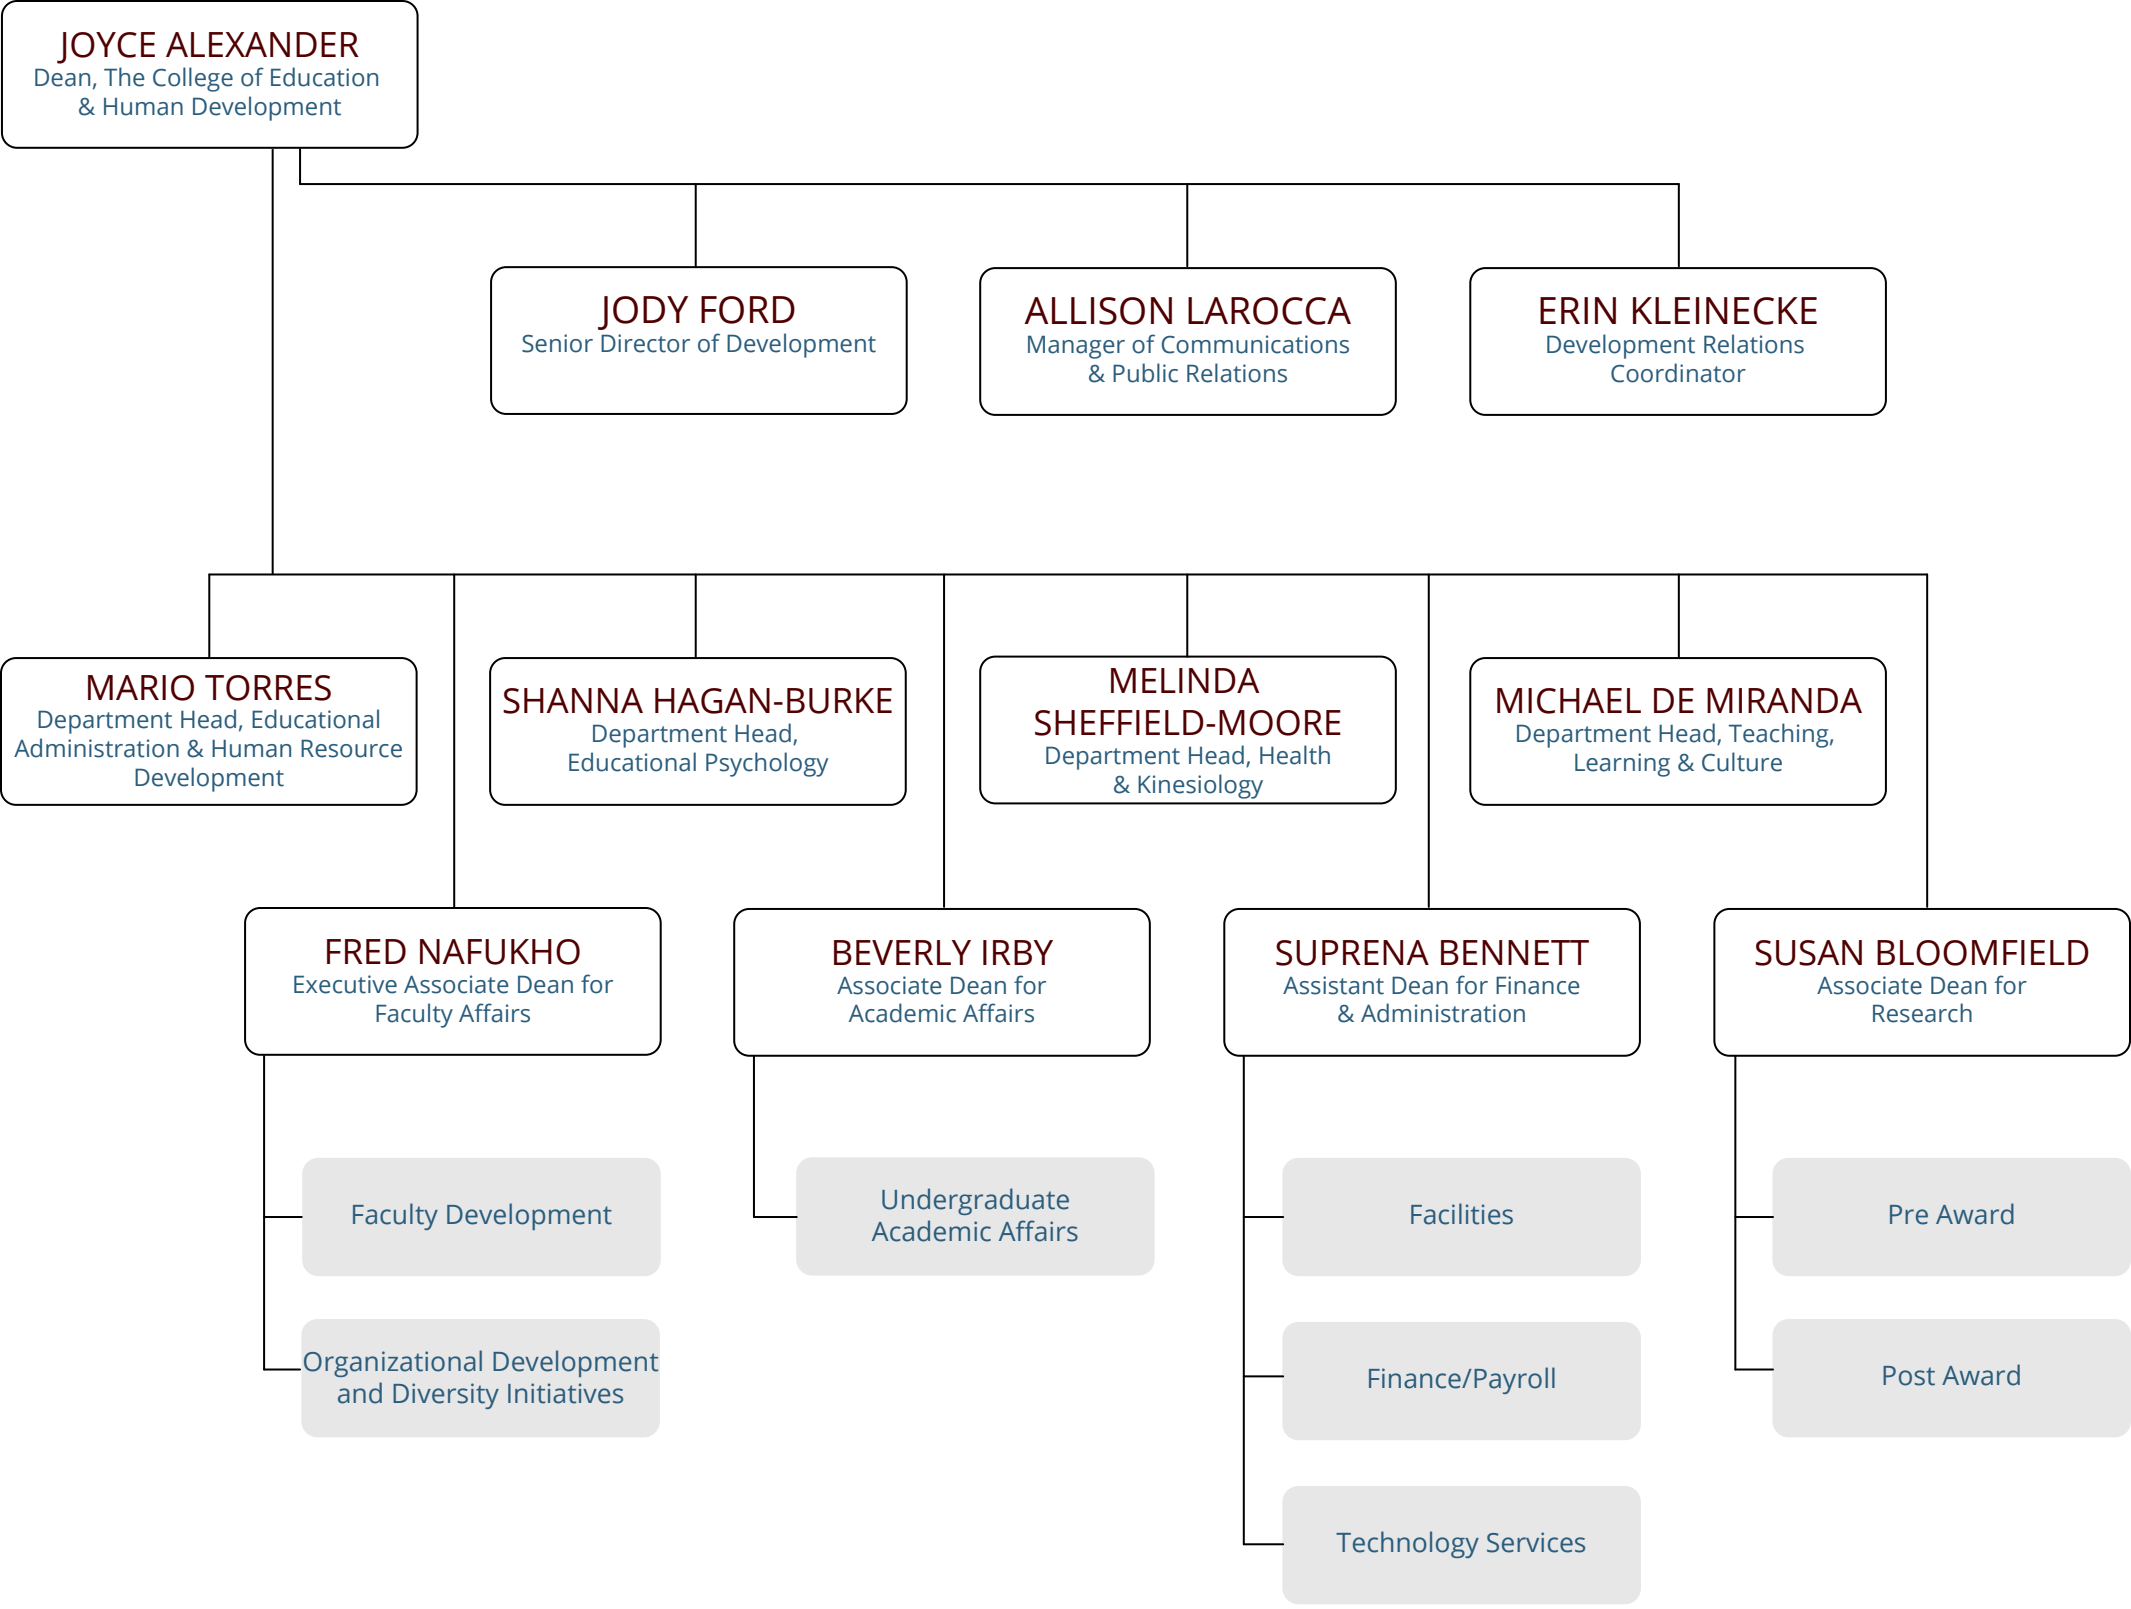 JOYCE ALEXANDER
Dean, The College of Education
& Human Development
JODY FORD
Senior Director of Development
ALLISON LAROCCA
Manager of Communications
& Public Relations
ERIN KLEINECKE
Development Relations
Coordinator
MARIO TORRES
Department Head, Educational
Administration & Human Resource
Development
SHANNA HAGAN-BURKE
Department Head,
Educational Psychology
MELINDA
SHEFFIELD-MOORE
Department Head, Health
& Kinesiology
MICHAEL DE MIRANDA
Department Head, Teaching,
Learning & Culture
FRED NAFUKHO
Executive Associate Dean for
Faculty Affairs
BEVERLY IRBY
Associate Dean for
Academic Affairs
SUPRENA BENNETT
Assistant Dean for Finance
& Administration
SUSAN BLOOMFIELD
Associate Dean for
Research
Faculty Development
Organizational Development
and Diversity Initiatives
Undergraduate
Academic Affairs
Facilities
Finance/Payroll
Technology Services
Pre Award
Post Award